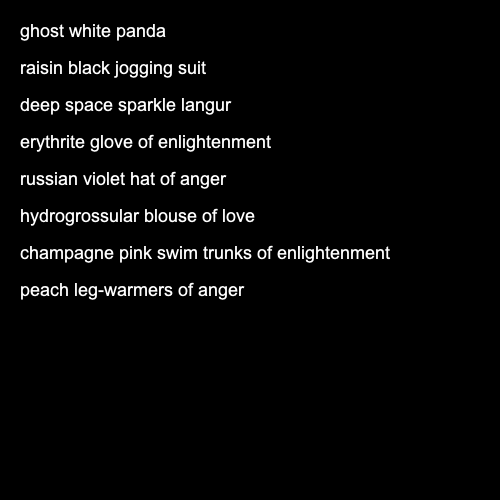 ghost white panda
raisin black jogging suit
deep space sparkle langur
erythrite glove of enlightenment
russian violet hat of anger
hydrogrossular blouse of love
champagne pink swim trunks of enlightenment
peach leg-warmers of anger